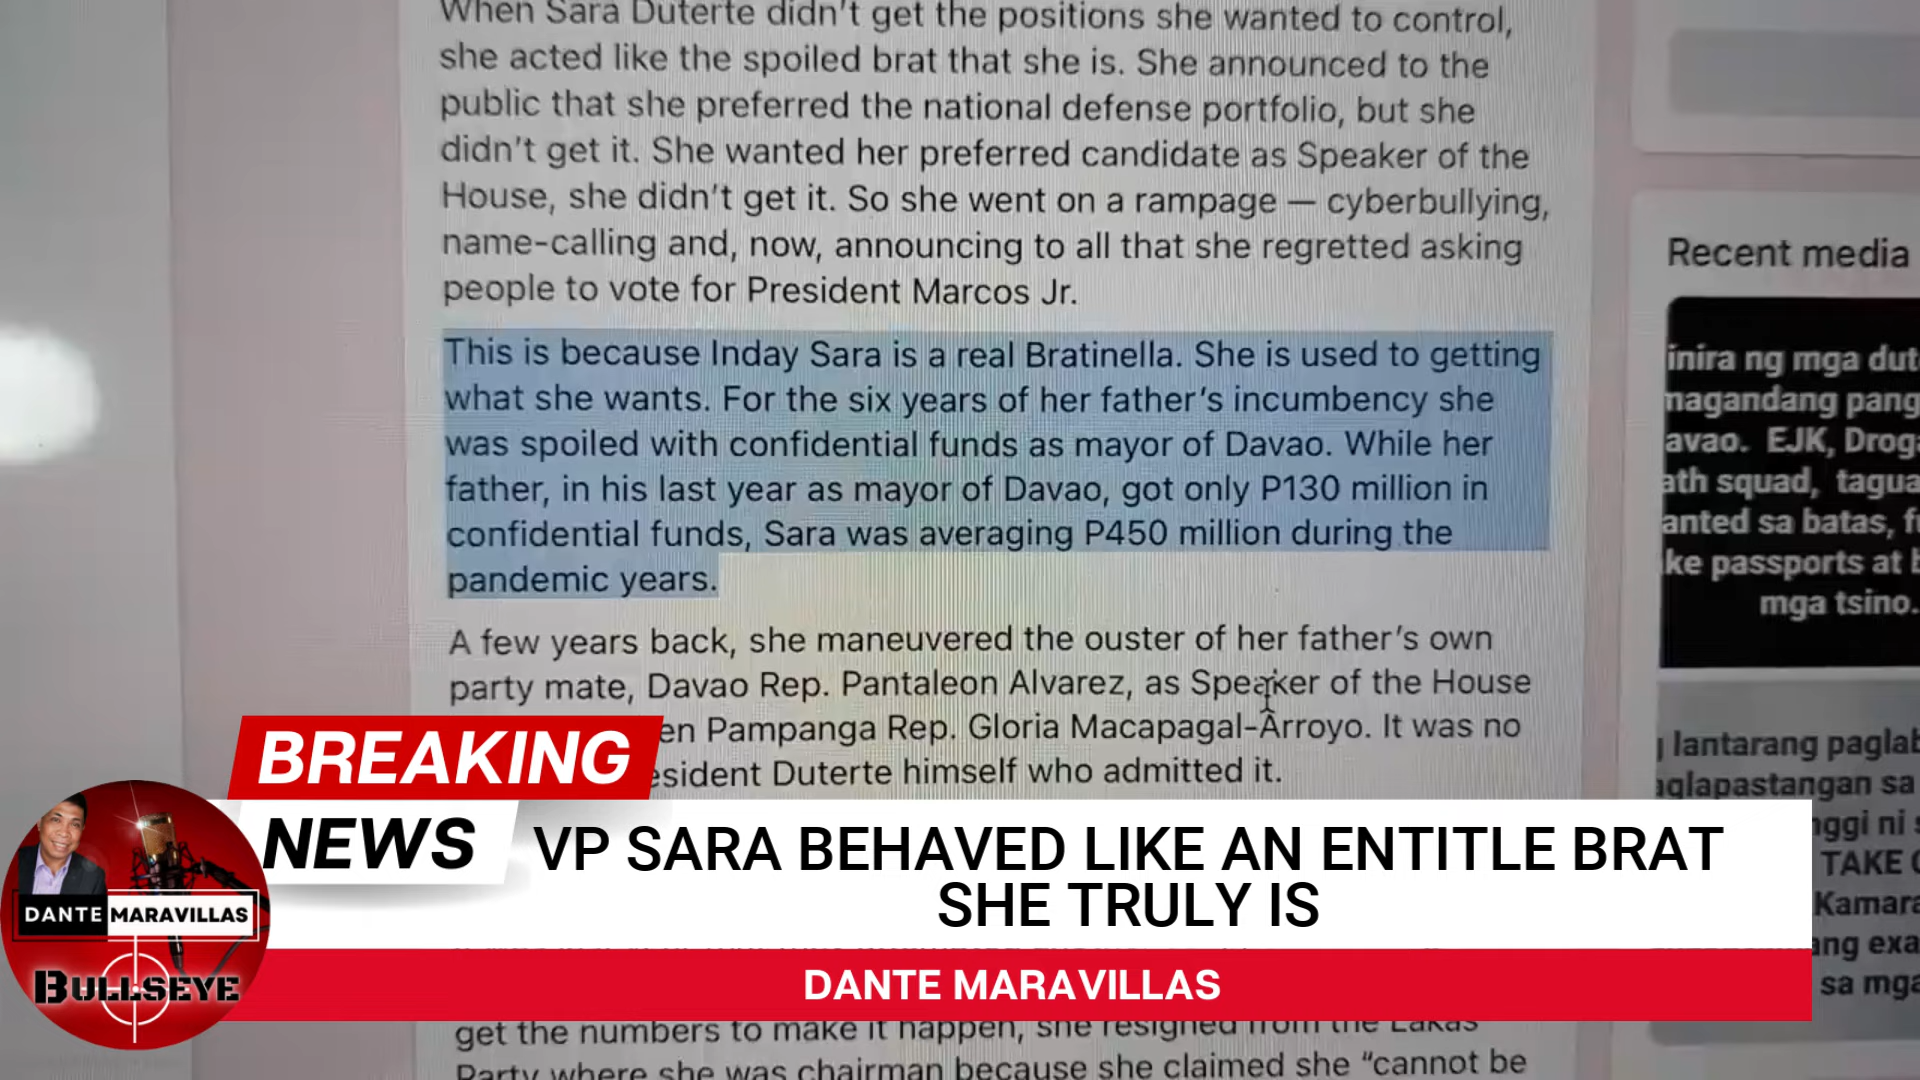 When Sara Duterte didn't get the positions she wanted to control,
she acted like the spoiled brat that she is. She announced to the
public that she preferred the national defense portfolio, but she
didn't get it. She wanted her preferred candidate as Speaker of the
House, she didn't get it. So she went on a rampage — cyberbullying,
name-calling and, now, announcing to all that she regretted asking
people to vote for President Marcos Jr.
This is because Inday Sara is a real Bratinella. She is used to getting
what she wants. For the six years of her father's incumbency she
was spoiled with confidential funds as mayor of Davao. While her
father, in his last year as mayor of Davao, got only P130 million in
confidential funds, Sara was averaging P450 million during the
pandemic years.
A few years back, she maneuvered the ouster of her father's own
party mate, Davao Rep. Pantaleon Alvarez, as Speaker of the House
en Pampanga Rep. Gloria Macapagal-Arroyo. It was no
esident Duterte himself who admitted it.
get the numbers to make it happen, she resigned from the Lakas
Party where she was chairman because she claimed she "cannot be
Recent media
inira ng mga dut
magandang pang
avao. EJK, Drog
ath squad, tagua
anted sa batas, f
ke passports at b
mga tsino.
lantarang paglab
aglapastangan sa
nggi ni s
TAKE
Kamara
ang exa
sa mga
BREAKING
NEWS
VP SARA BEHAVED LIKE AN ENTITLE BRAT
SHE TRULY IS
DANTE MARAVILLAS
DANTE MARAVILLAS
BULLSEYE